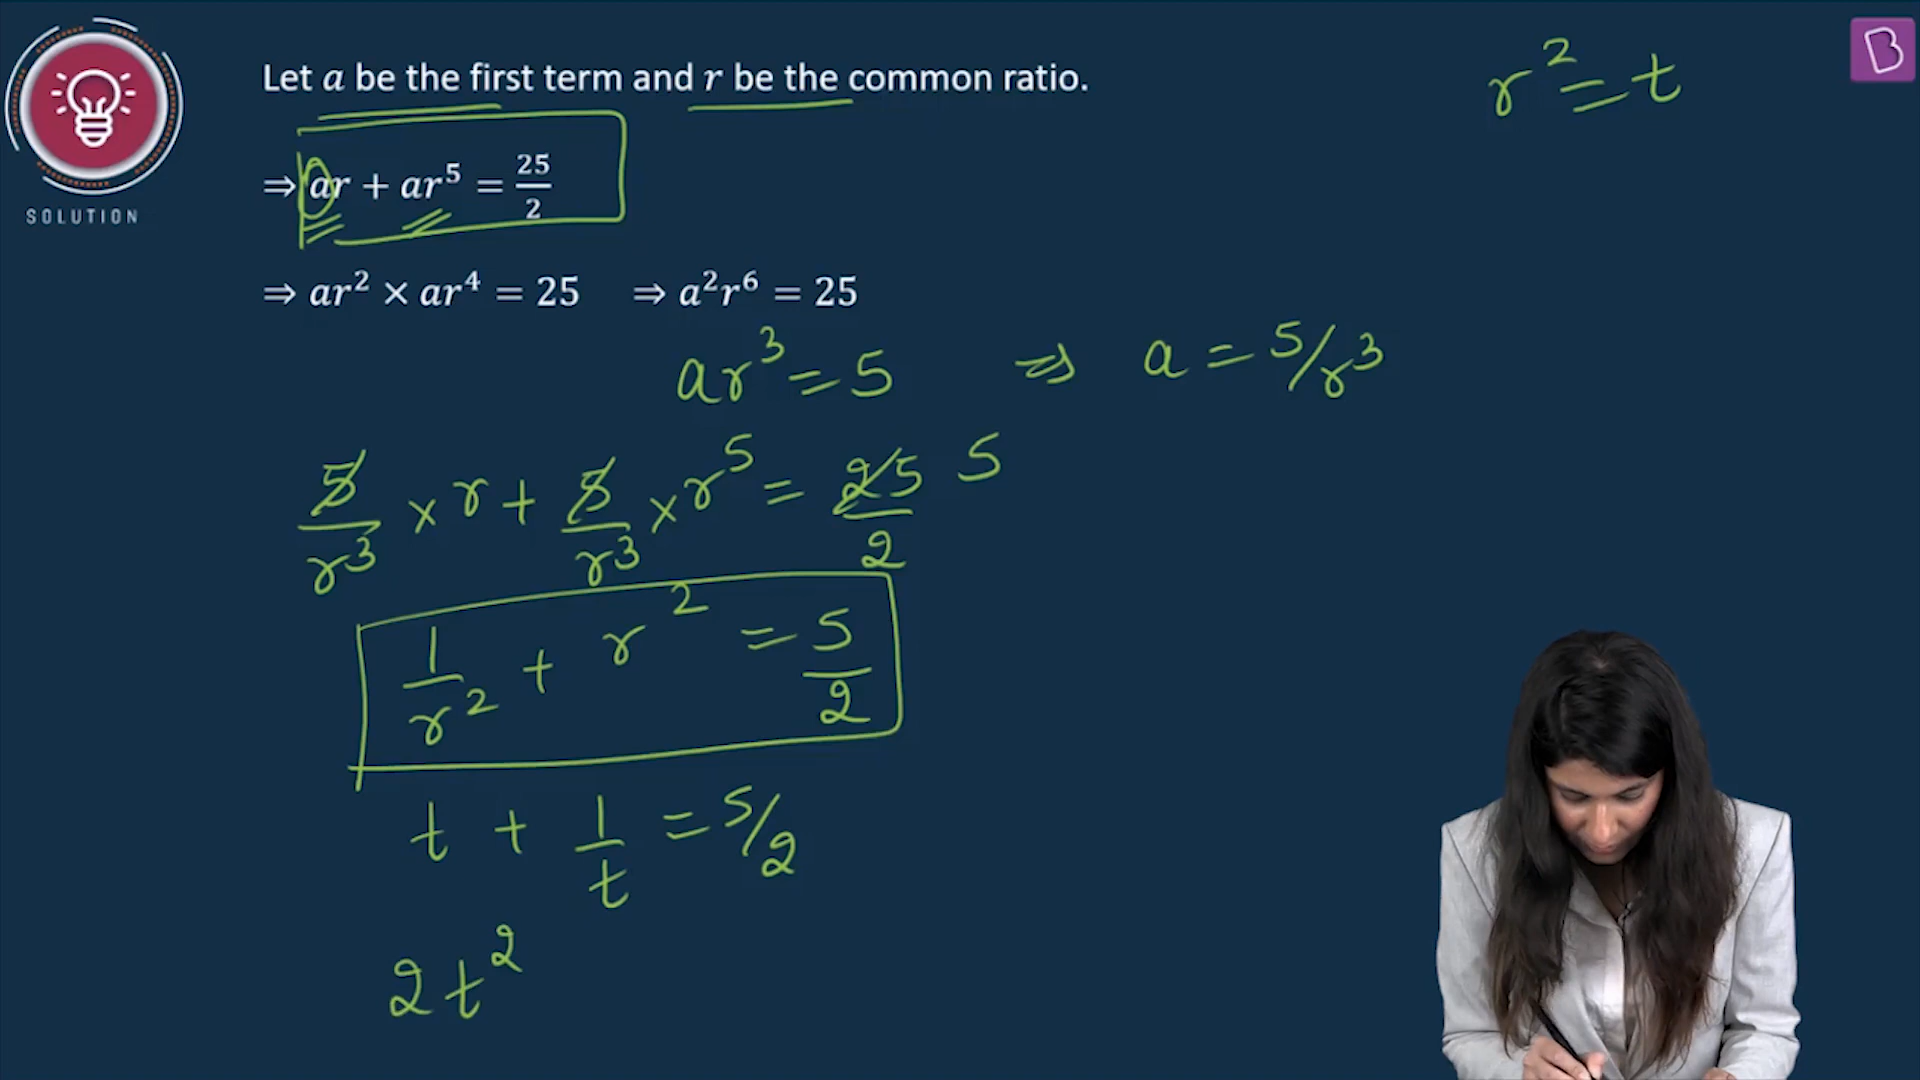 Let a be the first term and r be the common ratio.
r² = t
⇒ ar + ar⁵ = 25/2
SOLUTION
⇒ ar² × ar⁴ = 25 ⇒ a²r⁶ = 25
ar³ = 5 ⇒ a = 5/r³
5/r³ × r + 5/r³ × r⁵ = 25/2 5
1/r² + r² = 5/2
t + 1/t = 5/2
2t²
B